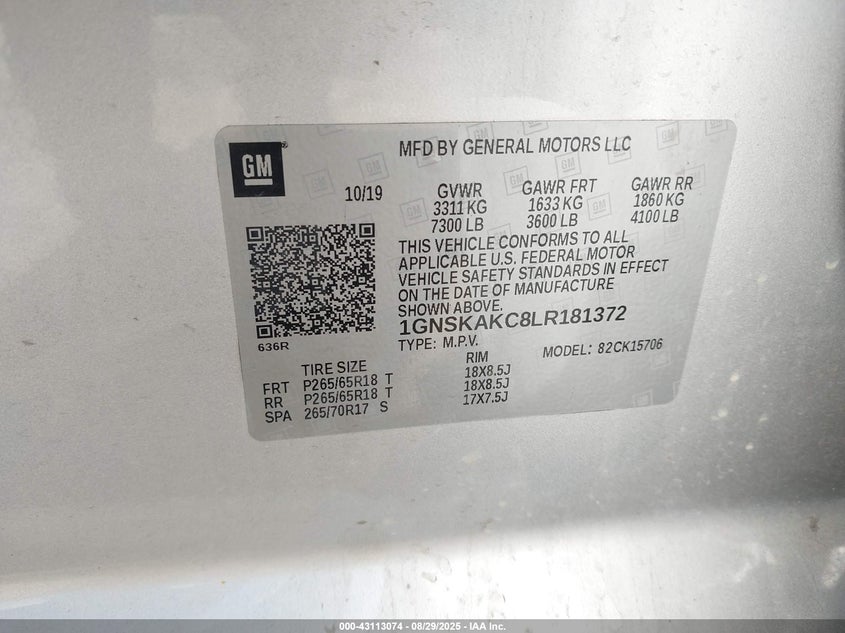 GM
MFD BY GENERAL MOTORS LLC
10/19
GVWR GAWR FRT GAWR RR
3311 KG 1633 KG 1860 KG
7300 LB 3600 LB 4100 LB
THIS VEHICLE CONFORMS TO ALL
APPLICABLE U.S. FEDERAL MOTOR
VEHICLE SAFETY STANDARDS IN EFFECT
ON THE DATE OF MANUFACTURE
SHOWN ABOVE.
1GNSKAKC8LR181372
TYPE: M.P.V. MODEL: 82CK15706
636R
TIRE SIZE RIM
FRT P265/65R18 T 18X8.5J
RR P265/65R18 T 18X8.5J
SPA 265/70R17 S 17X7.5J
000-43113074 - 08/29/2025 - IAA Inc.